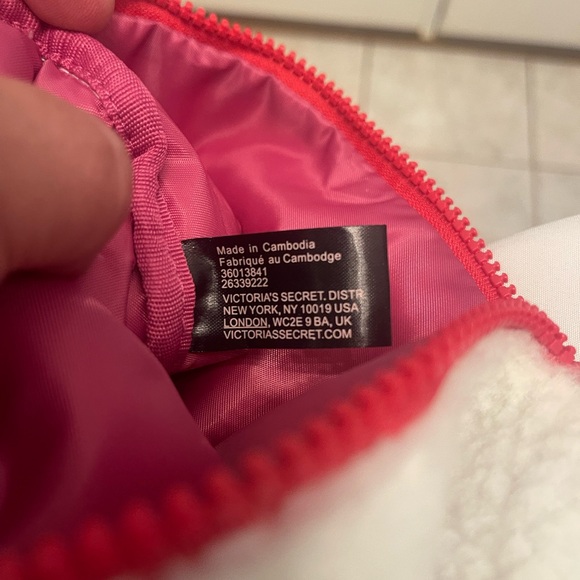 Made in Cambodia
Fabriqué au Cambodge
36013841
26339222
VICTORIA'S SECRET. DISTR.
NEW YORK, NY 10019 USA
LONDON, WC2E 9 BA, UK
VICTORIASSECRET.COM